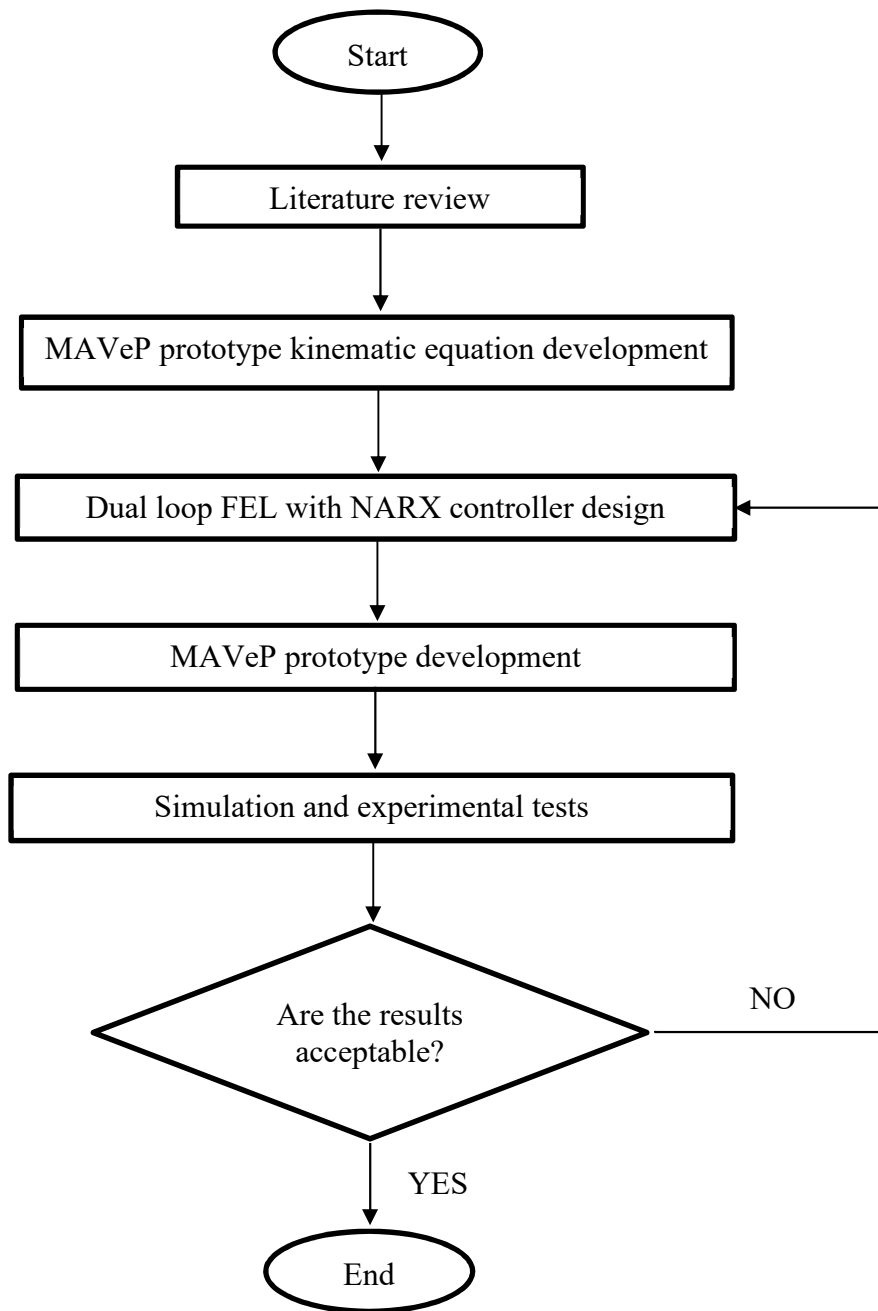 Start
Literature review
MAVeP prototype kinematic equation development
Dual loop FEL with NARX controller design
MAVeP prototype development
Simulation and experimental tests
Are the results
acceptable?
NO
YES
End